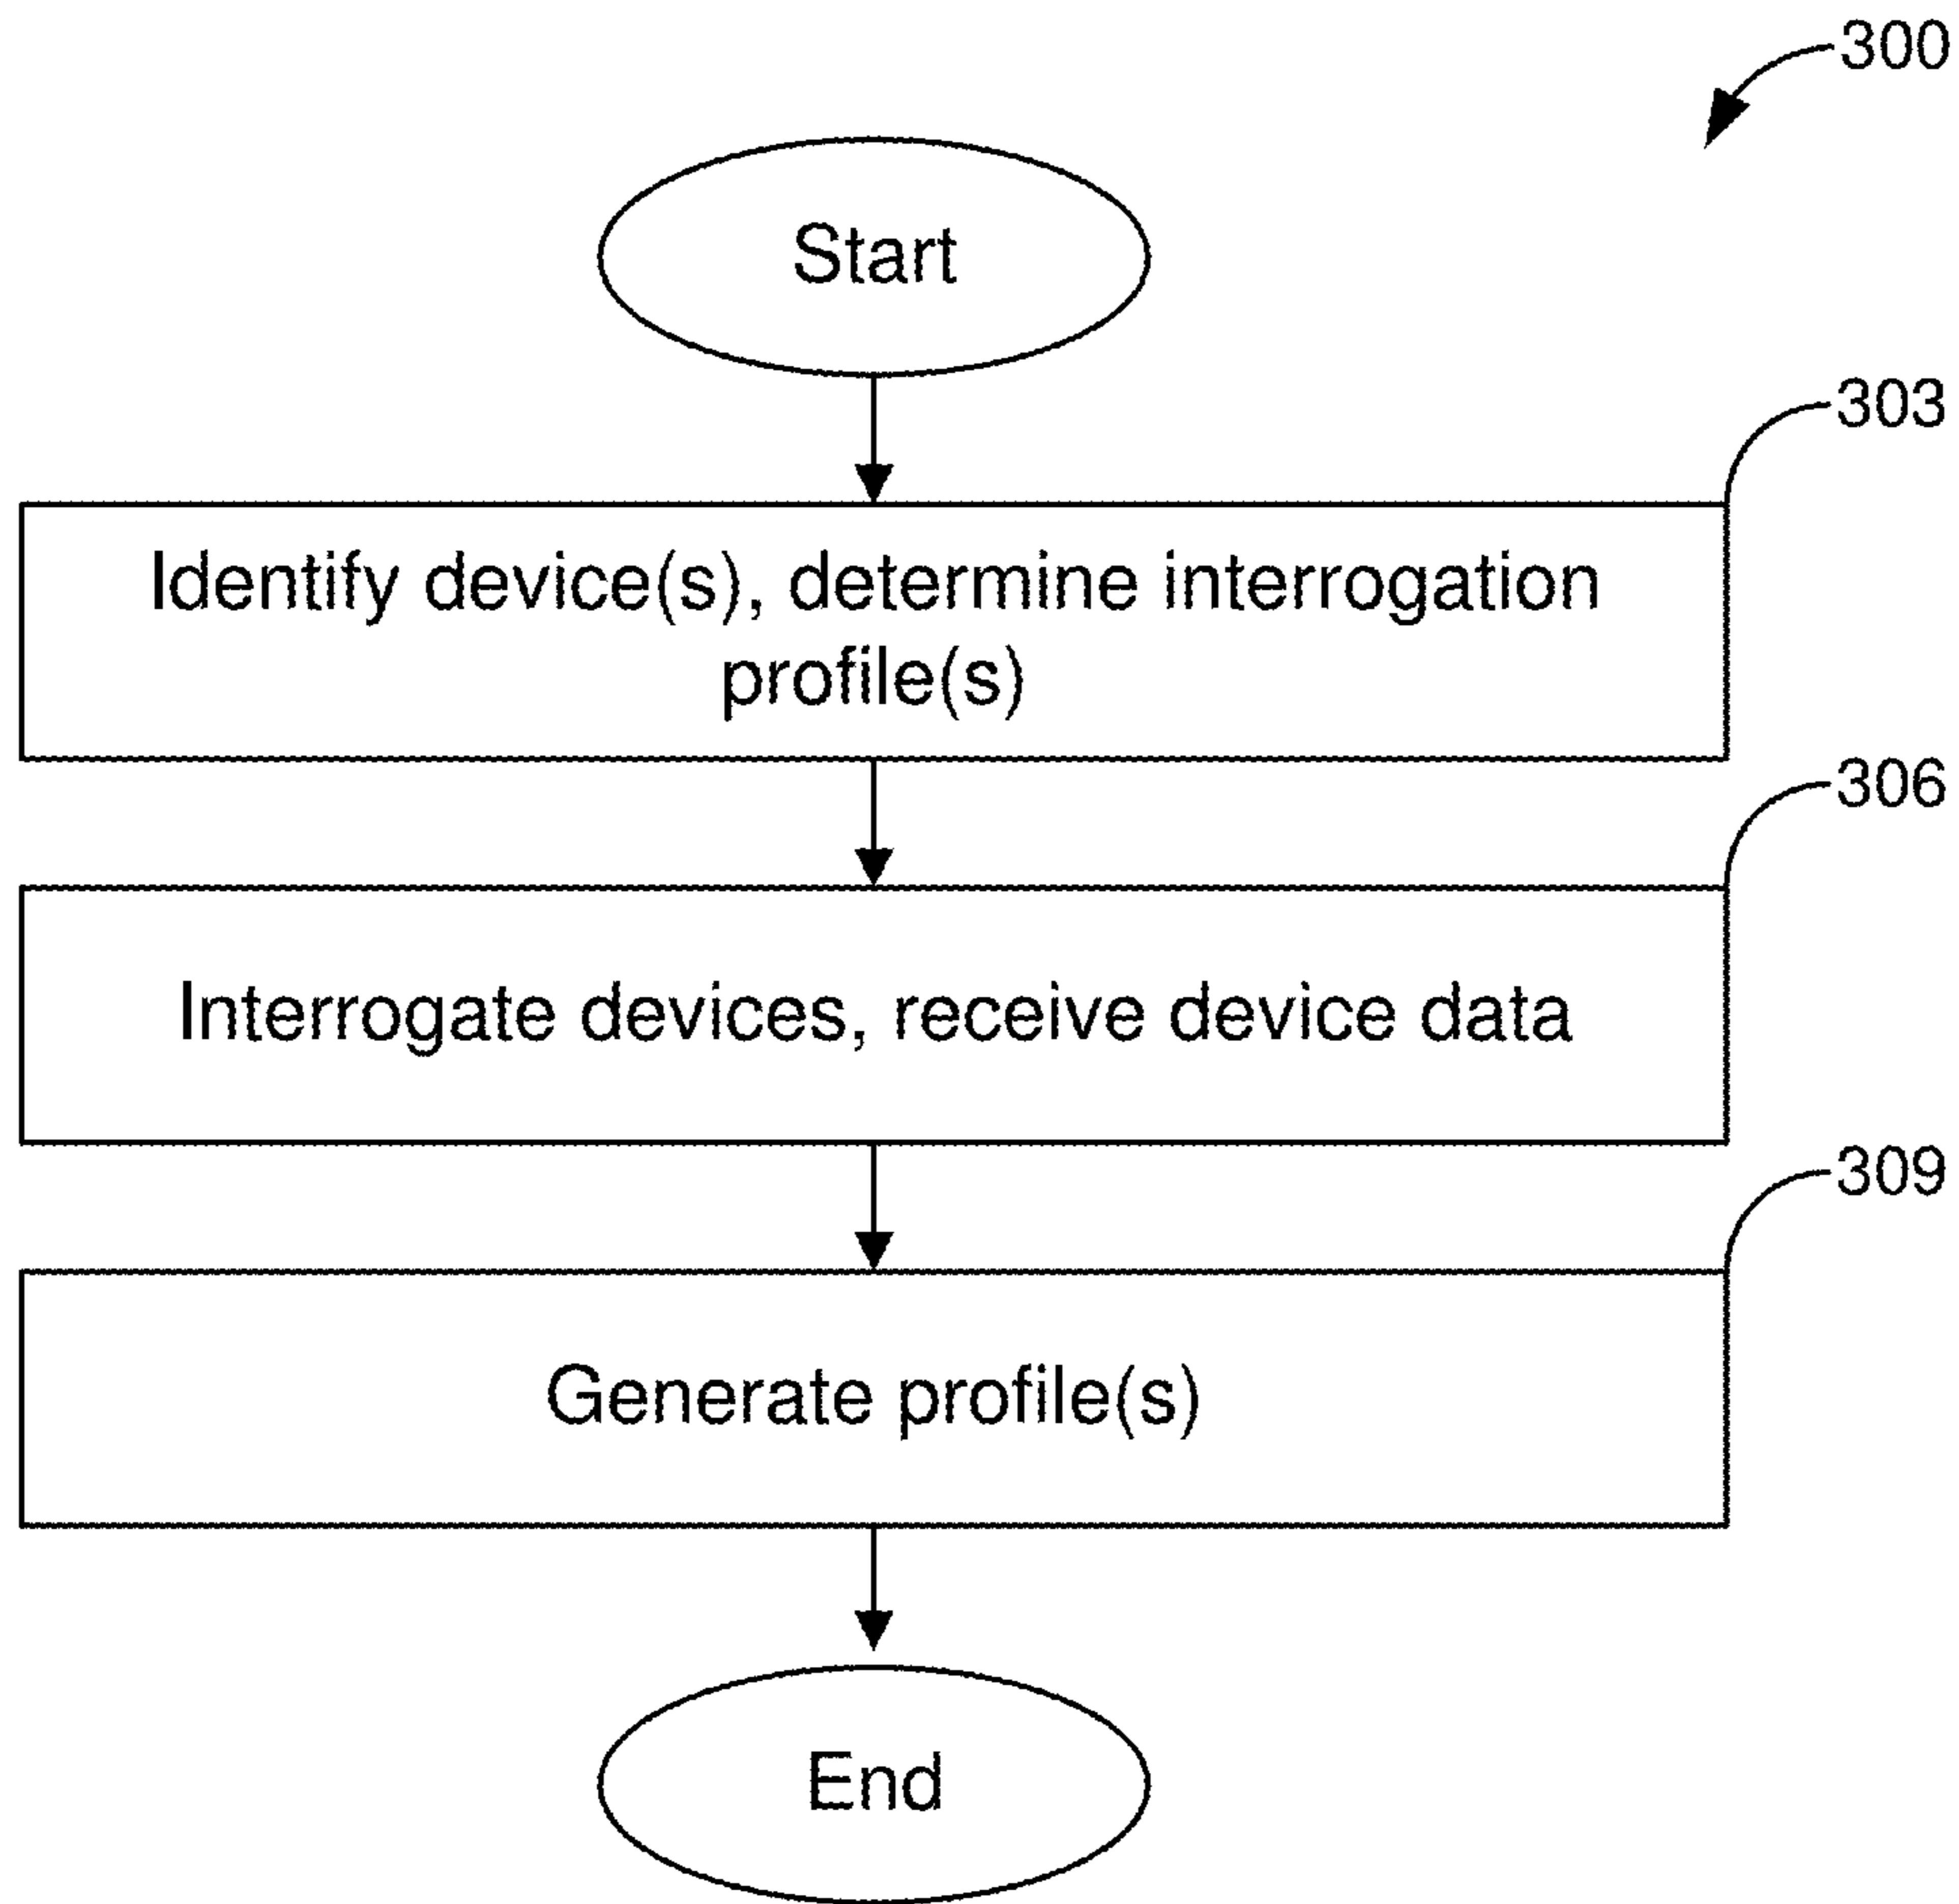 300
Start
303
Identify device(s), determine interrogation
profile(s)
306
Interrogate devices, receive device data
309
Generate profile(s)
End